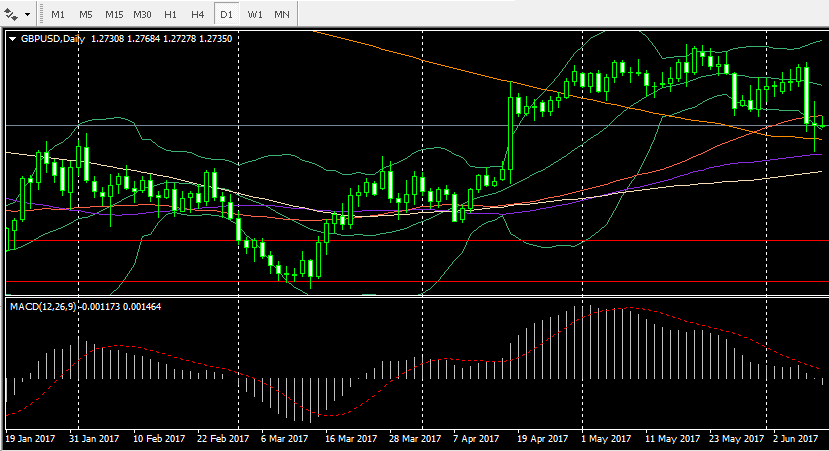 M1 M5 M15 M30 H1 H4 D1 W1 MN
GBPUSD,Daily 1.27308 1.27684 1.27278 1.27350
MACD(12,26,9) -0.001173 0.001464
19 Jan 2017 31 Jan 2017 10 Feb 2017 22 Feb 2017 6 Mar 2017 16 Mar 2017 28 Mar 2017 7 Apr 2017 19 Apr 2017 1 May 2017 11 May 2017 23 May 2017 2 Jun 2017